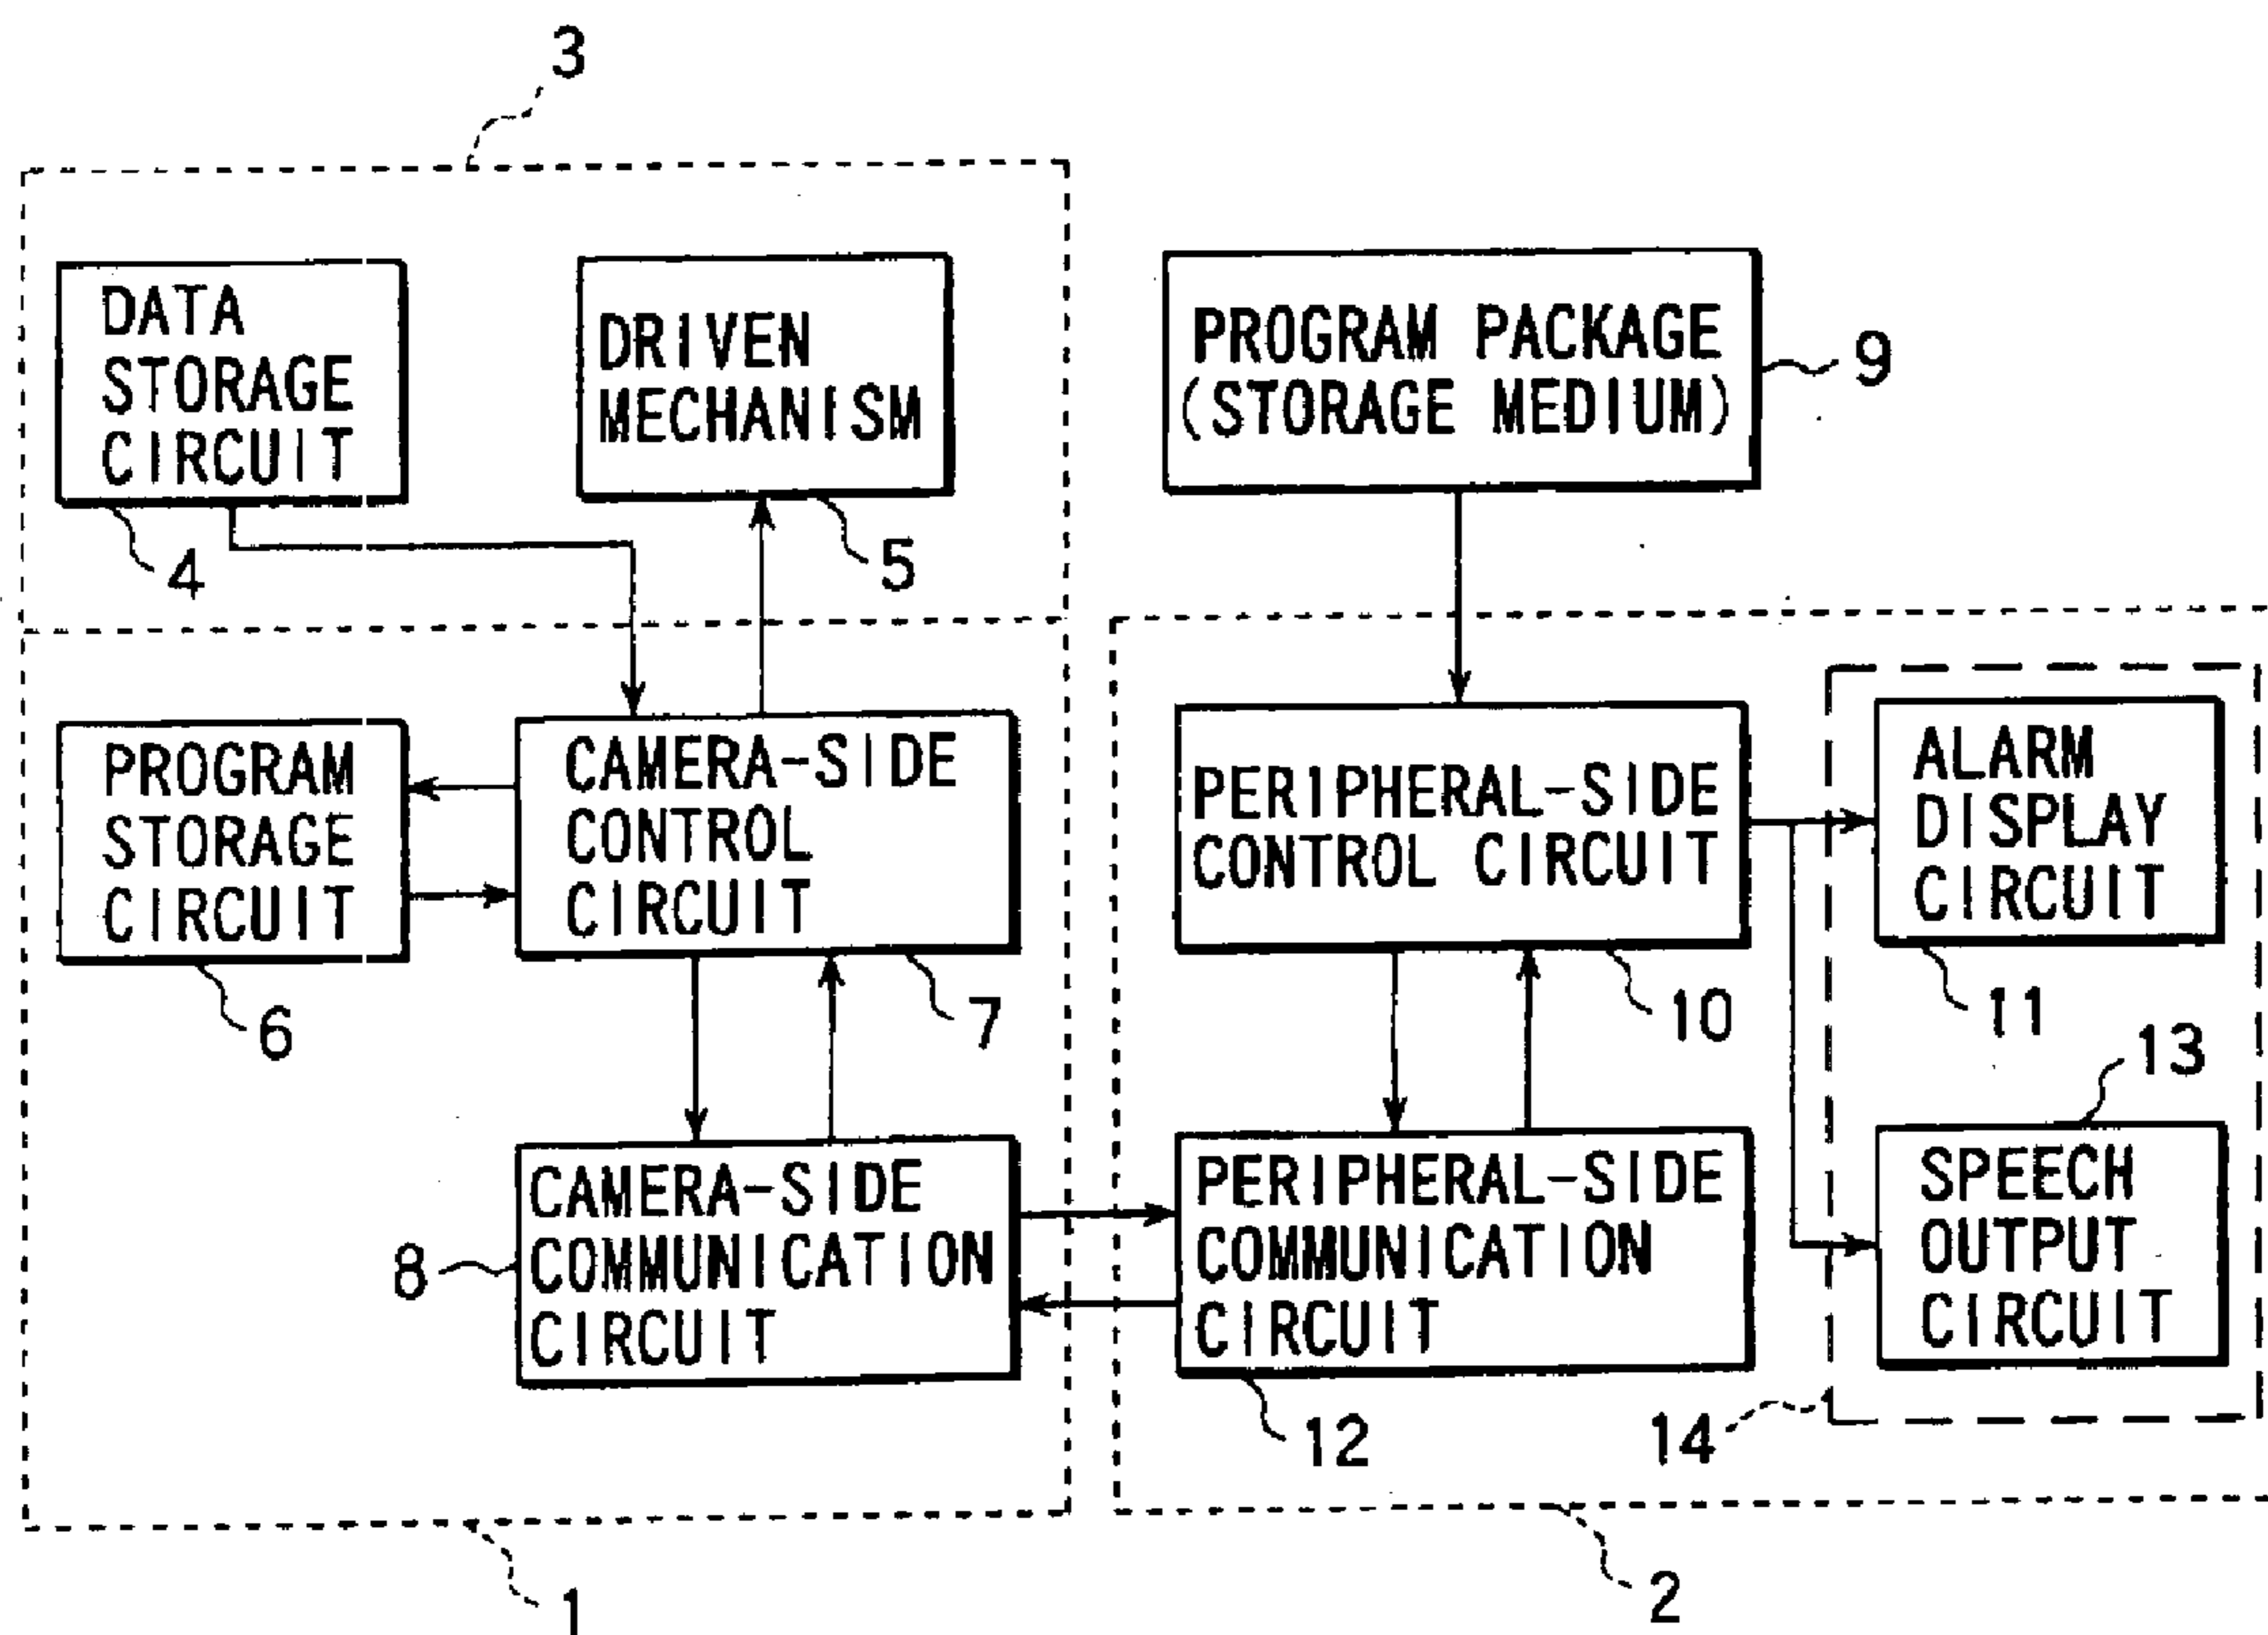 3
DATA
STORAGE
CIRCUIT
4
DRIVEN
MECHANISM
5
PROGRAM PACKAGE
(STORAGE MEDIUM)
9
PROGRAM
STORAGE
CIRCUIT
6
CAMERA-SIDE
CONTROL
CIRCUIT
7
PERIPHERAL-SIDE
CONTROL CIRCUIT
10
ALARM
DISPLAY
CIRCUIT
11
CAMERA-SIDE
COMMUNICATION
CIRCUIT
8
PERIPHERAL-SIDE
COMMUNICATION
CIRCUIT
12
13
SPEECH
OUTPUT
CIRCUIT
14
1
2